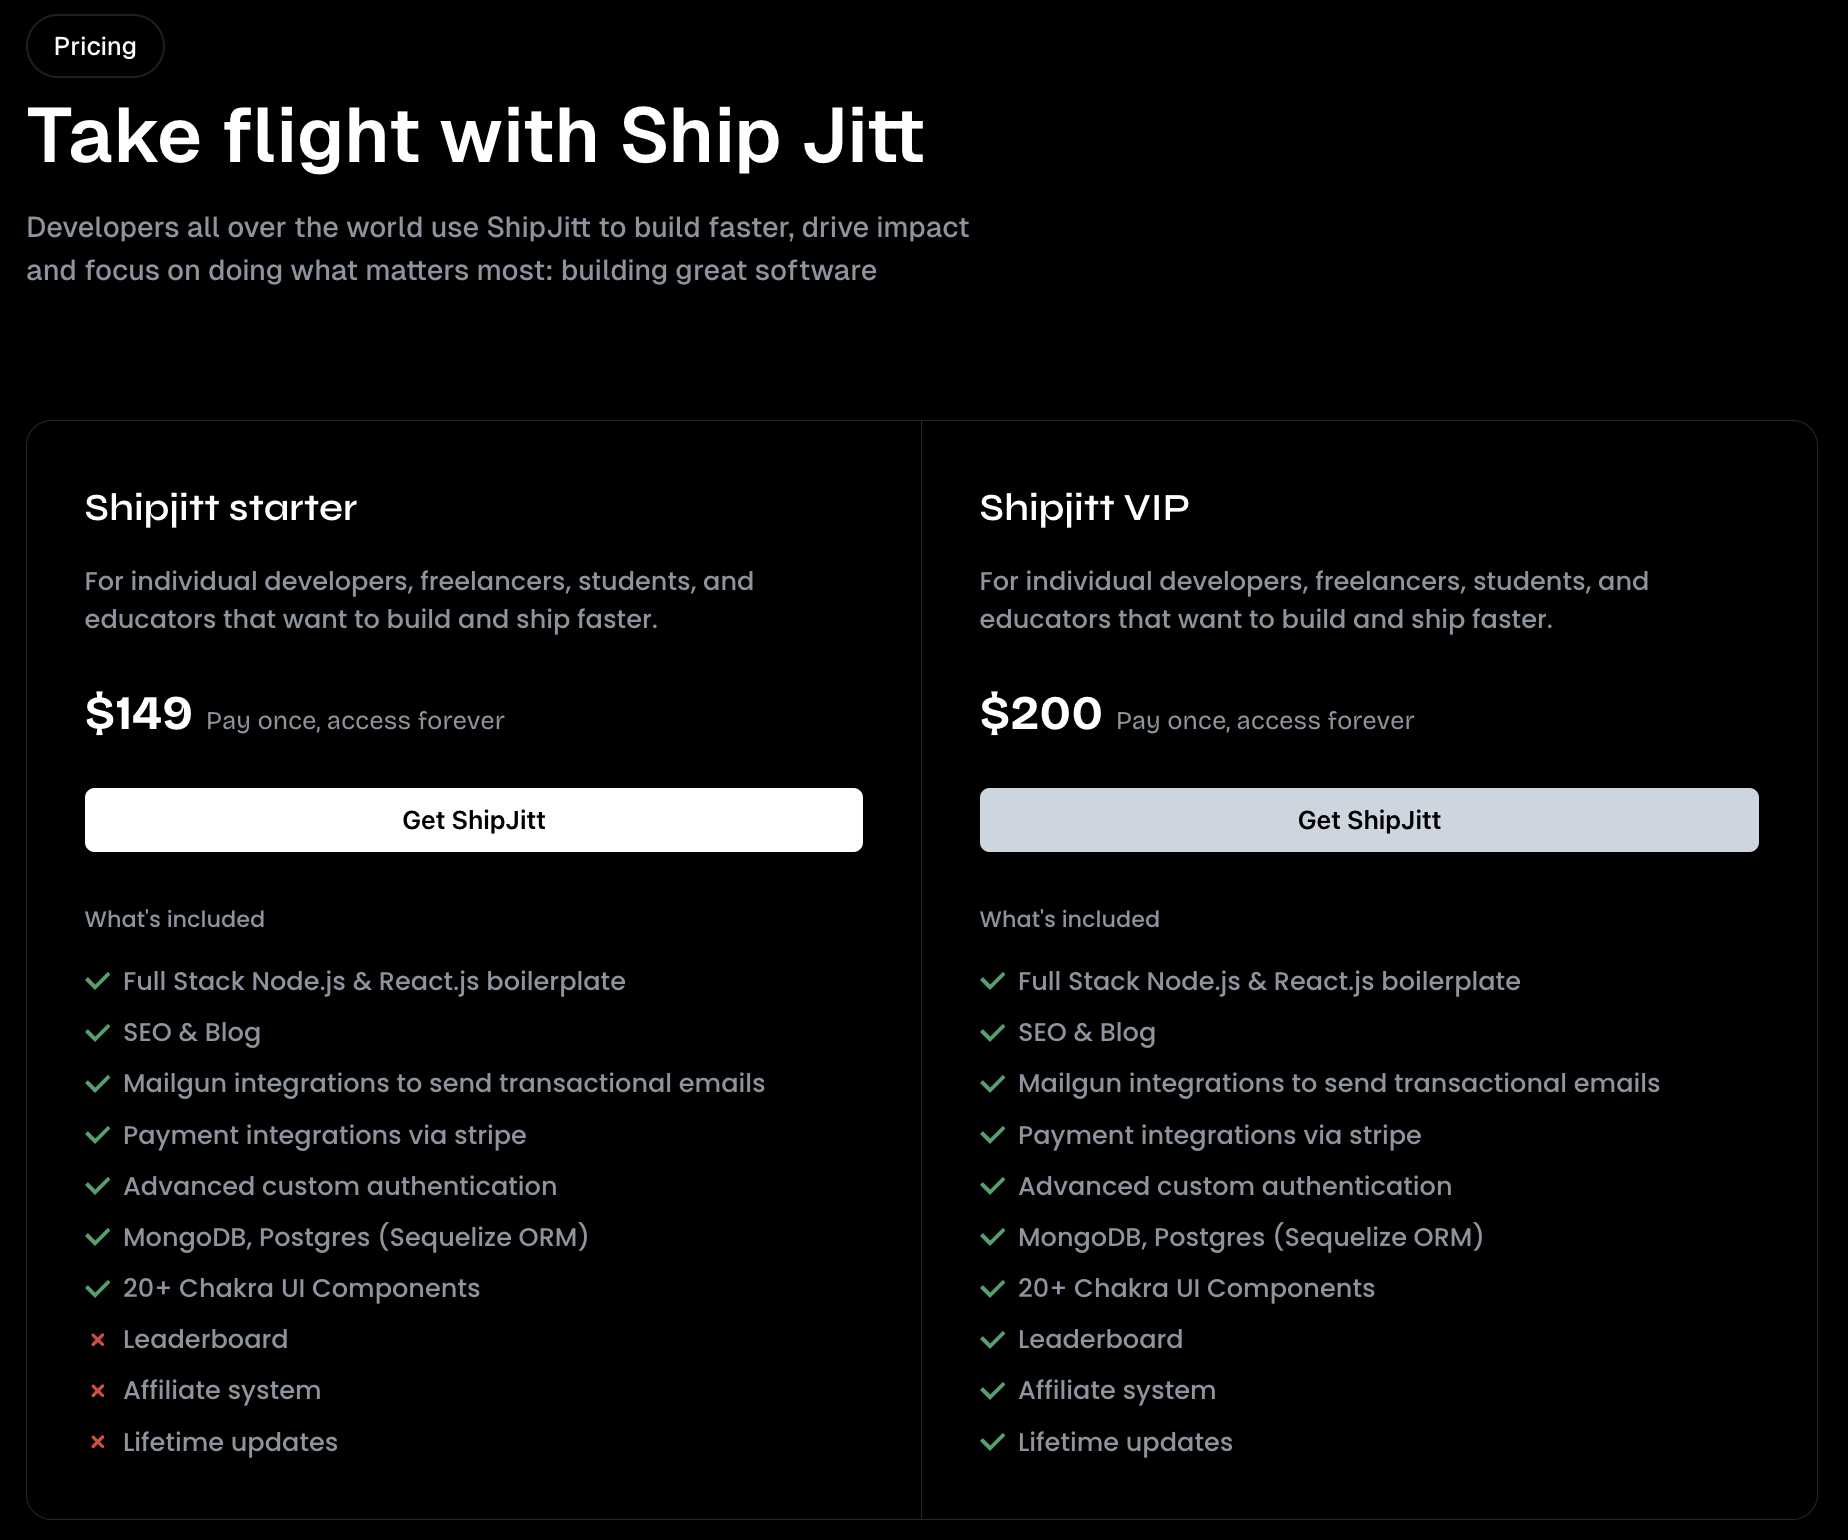 Pricing
Take flight with Ship Jitt
Developers all over the world use ShipJitt to build faster, drive impact
and focus on doing what matters most: building great software
Shipjitt starter
For individual developers, freelancers, students, and
educators that want to build and ship faster.
$149 Pay once, access forever
Get ShipJitt
What's included
Full Stack Node.js & React.js boilerplate
SEO & Blog
Mailgun integrations to send transactional emails
Payment integrations via stripe
Advanced custom authentication
MongoDB, Postgres (Sequelize ORM)
20+ Chakra UI Components
Leaderboard
Affiliate system
Lifetime updates
Shipjitt VIP
For individual developers, freelancers, students, and
educators that want to build and ship faster.
$200 Pay once, access forever
Get ShipJitt
What's included
Full Stack Node.js & React.js boilerplate
SEO & Blog
Mailgun integrations to send transactional emails
Payment integrations via stripe
Advanced custom authentication
MongoDB, Postgres (Sequelize ORM)
20+ Chakra UI Components
Leaderboard
Affiliate system
Lifetime updates